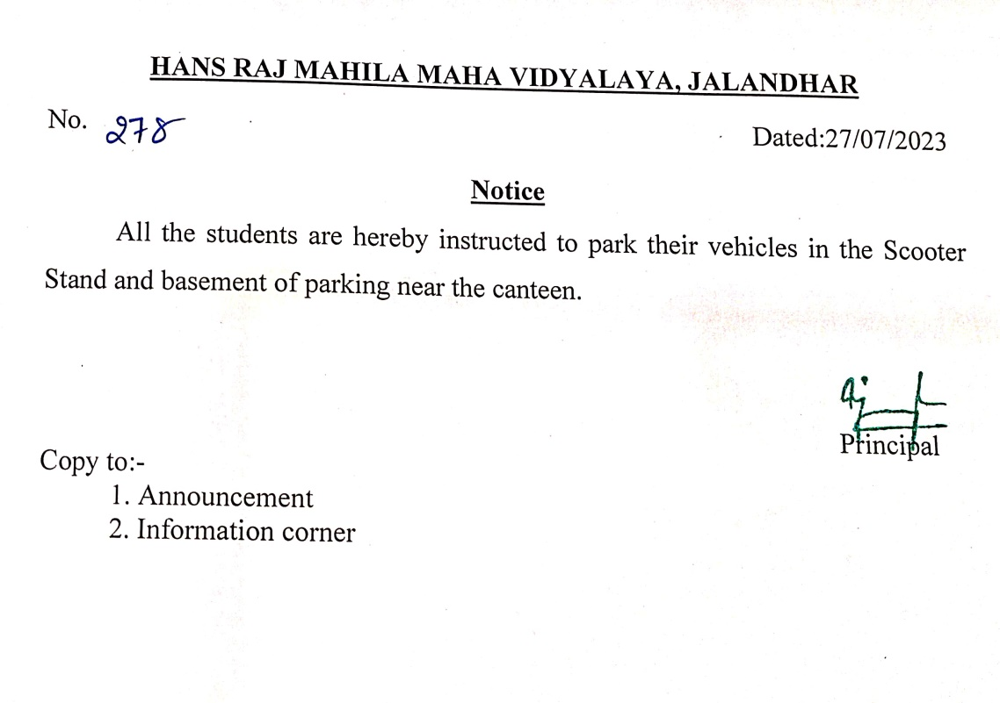 HANS RAJ MAHILA MAHA VIDYALAYA, JALANDHAR
No. 278
Dated:27/07/2023
Notice
All the students are hereby instructed to park their vehicles in the Scooter
Stand and basement of parking near the canteen.
Principal
Copy to:-
1. Announcement
2. Information corner